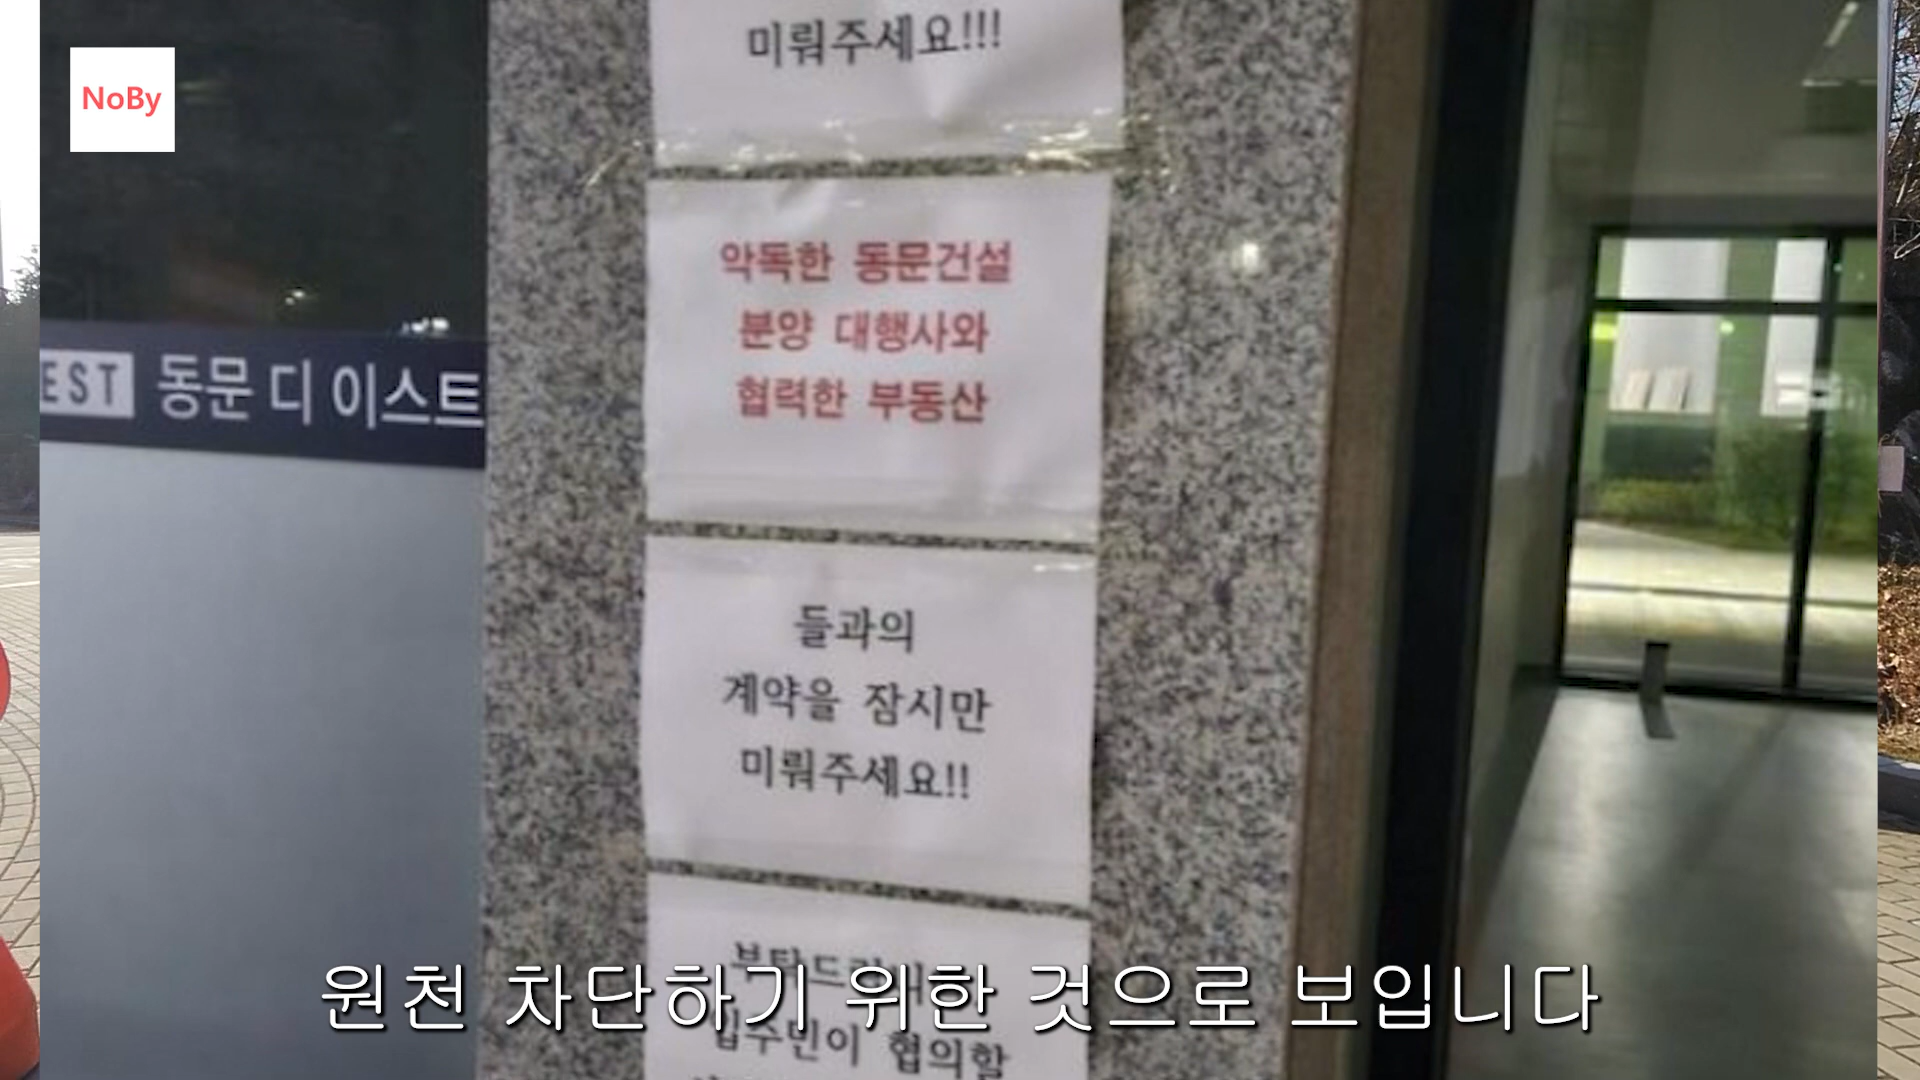 NoBy
미뤄주세요!!!
악독한 동문건설
분양 대행사와
협력한 부동산
EST 동문 디 이스트
들과의
계약을 잠시만
미뤄주세요!!
입주민이 협의할
원천 차단하기 위한 것으로 보입니다